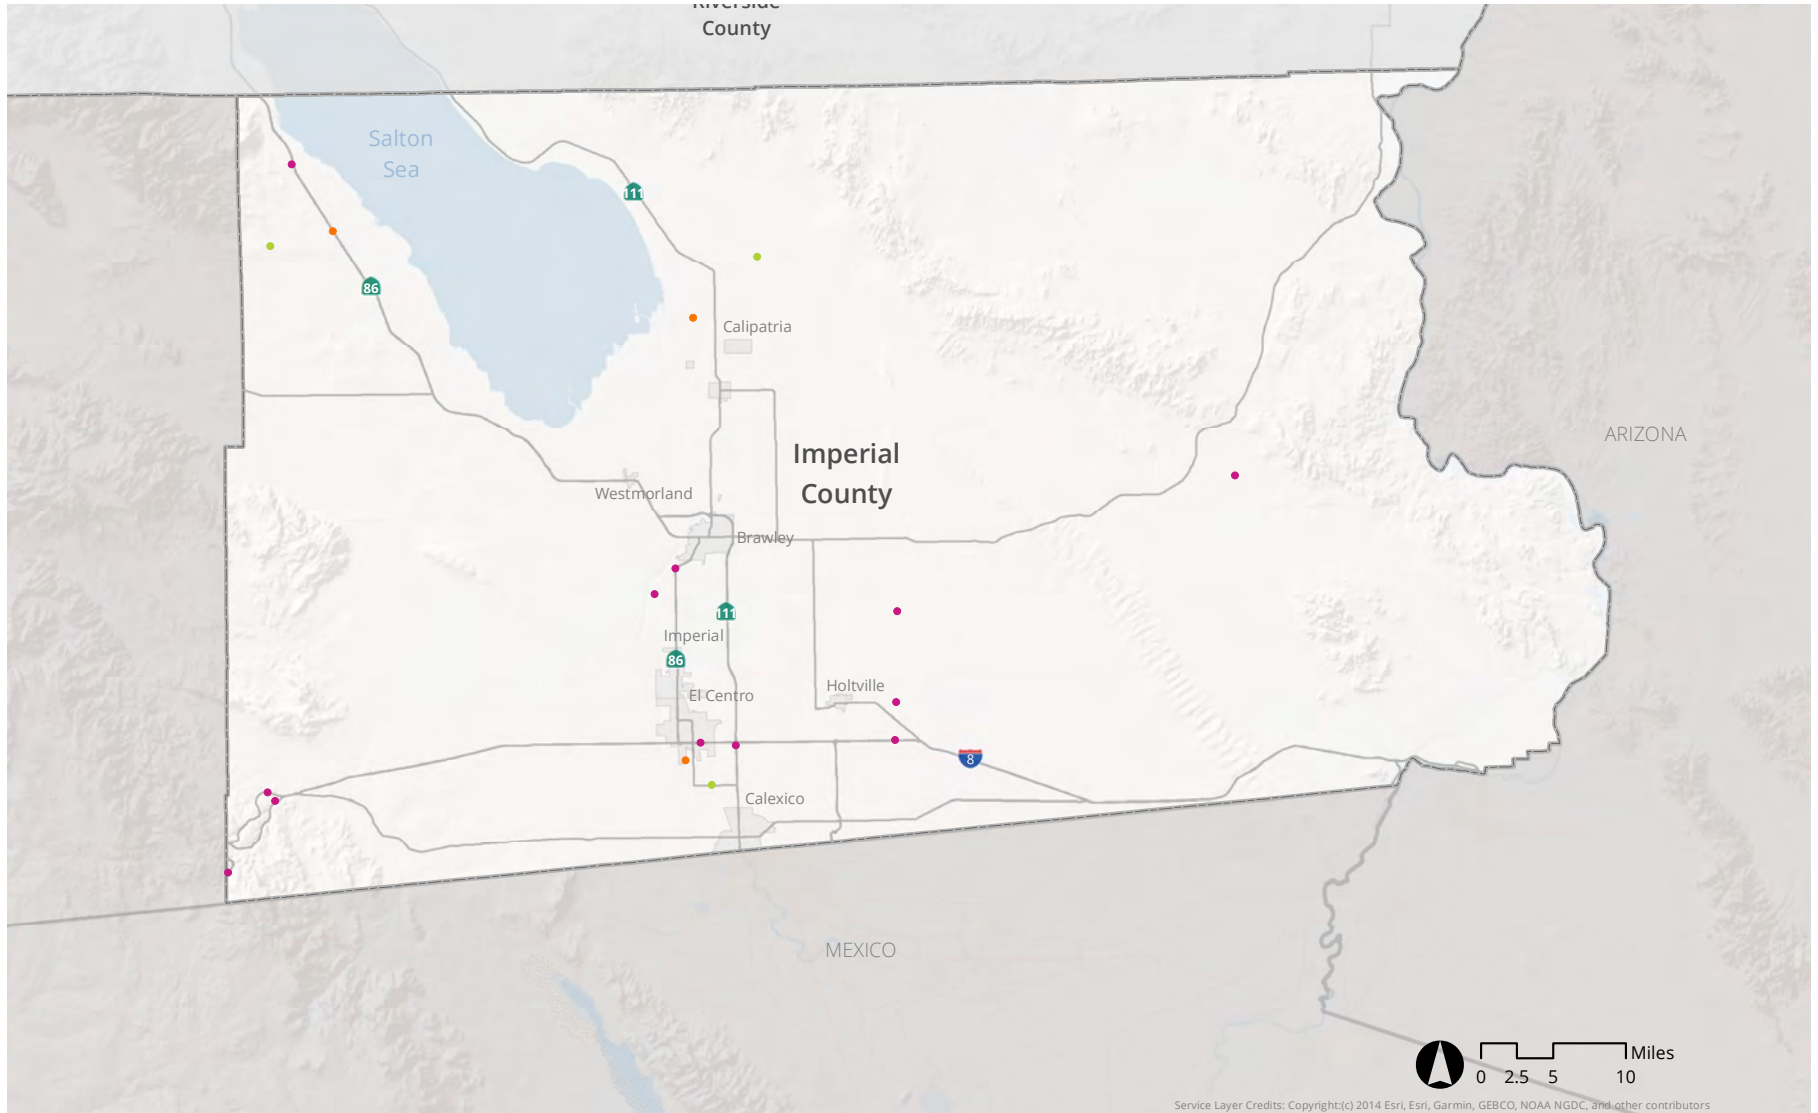 Riverside
County
Salton
Sea
111
86
Calipatria
ARIZONA
Imperial
County
Westmorland
Brawley
111
Imperial
86
El Centro
Holtville
8
Calexico
MEXICO
Miles
0 2.5 5 10
Service Layer Credits: Copyright:(c) 2014 Esri, Esri, Garmin, GEBCO, NOAA NGDC, and other contributors